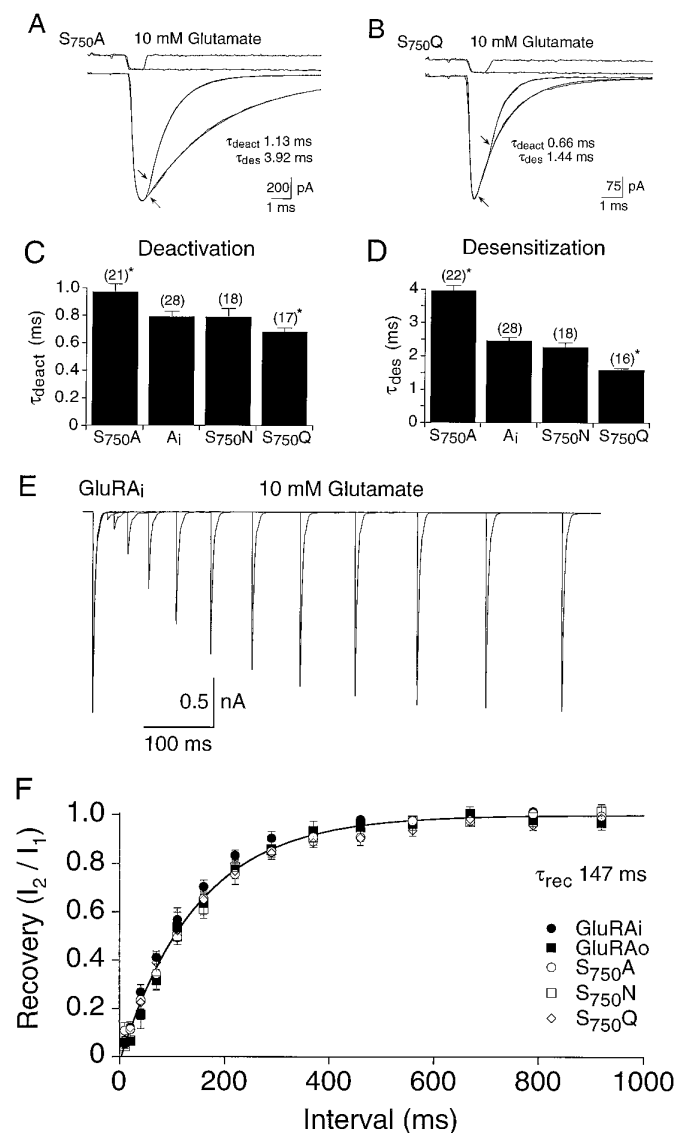 A
S750A
10 mM Glutamate
τdeact 1.13 ms
τdes 3.92 ms
200 pA
1 ms
B
S750Q
10 mM Glutamate
τdeact 0.66 ms
τdes 1.44 ms
75 pA
1 ms
C
Deactivation
τdeact (ms)
1.0
0.8
0.6
0.4
0.2
0
(21)*
(28)
(18)
(17)*
S750A Ai S750N S750Q
D
Desensitization
τdes (ms)
4
3
2
1
0
(22)*
(28)
(18)
(16)*
S750A Ai S750N S750Q
E
GluRAi
10 mM Glutamate
0.5 nA
100 ms
F
Recovery (I2 / I1)
1.0
0.8
0.6
0.4
0.2
0
τrec 147 ms
GluRAi
GluRAo
S750A
S750N
S750Q
0 200 400 600 800 1000
Interval (ms)